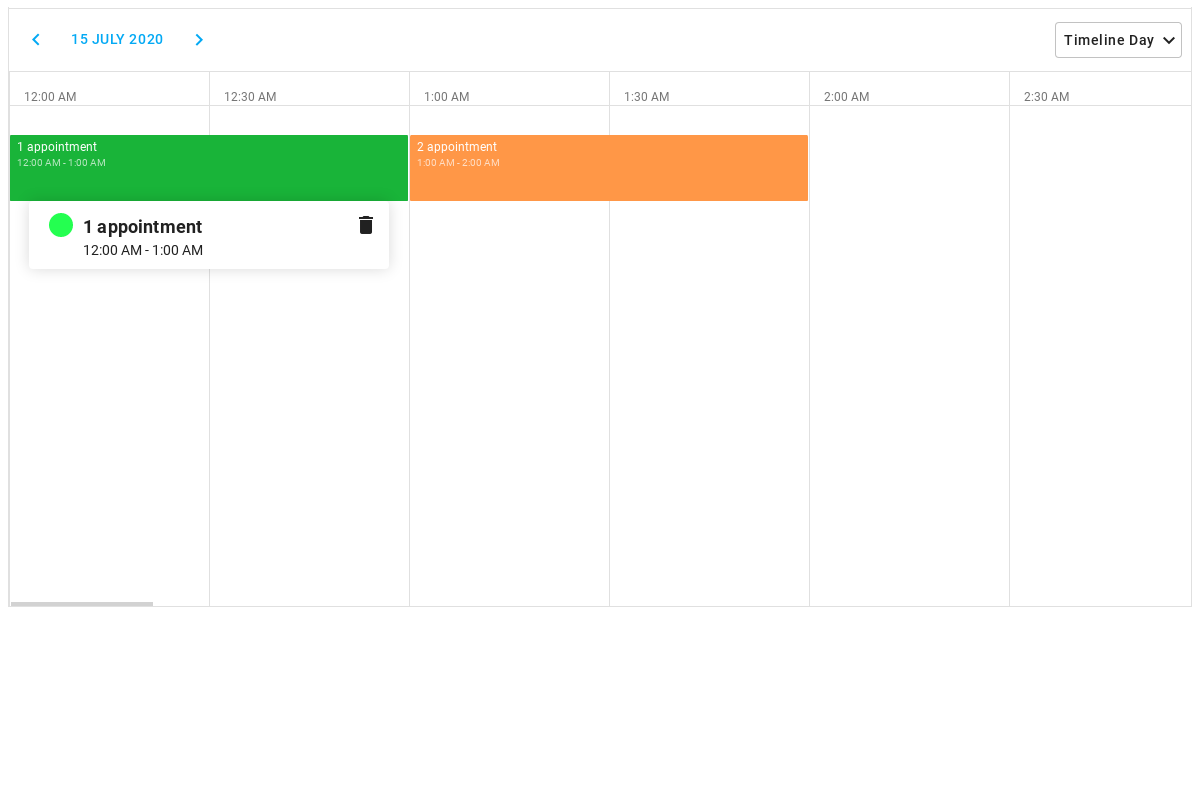 15 JULY 2020
Timeline Day
12:00 AM 12:30 AM 1:00 AM 1:30 AM 2:00 AM 2:30 AM
1 appointment
12:00 AM - 1:00 AM
2 appointment
1:00 AM - 2:00 AM
1 appointment
12:00 AM - 1:00 AM